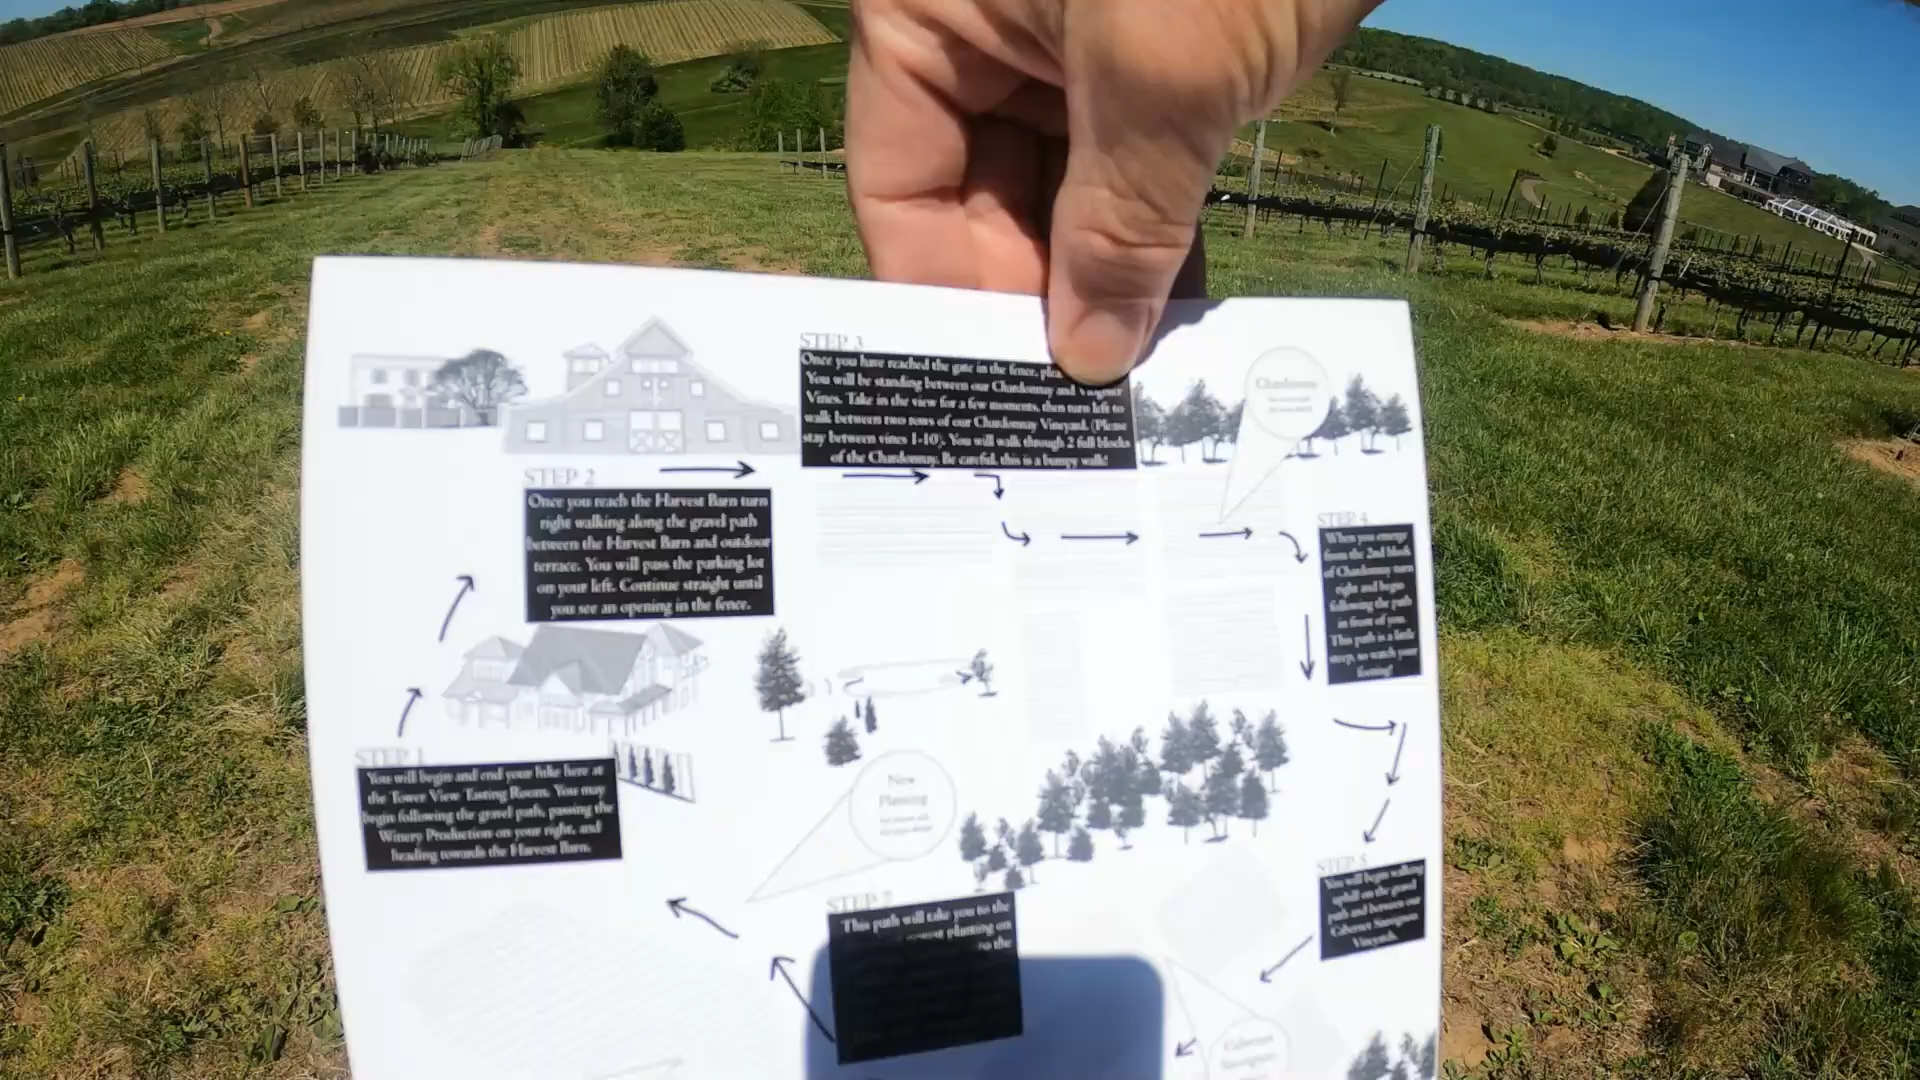 STEP 3
Once you have reached the gate in the fence,
You will be standing between our Chardonnay and Viognier
Vines. Take in the view for a few moments, then turn left to
walk between two rows of our Chardonnay Vineyard. (Please
stay between vines 1-10). You will walk through 2 full blocks
of the Chardonnay. Be careful, this is a bumpy walk!
Chardonnay
STEP 2
Once you reach the Harvest Barn turn
right walking along the gravel path
between the Harvest Barn and outdoor
terrace. You will pass the parking lot
on your left. Continue straight until
you see an opening in the fence.
STEP 4
When you emerge
from the 2nd block
of Chardonnay turn
right and begin
following the path
in front of you.
This path is a little
steep, so watch your
footing!
STEP 1
You will begin and end your hike here at
the Tower View Tasting Room. You may
begin following the gravel path, passing the
Winery Production on your right, and
heading towards the Harvest Barn.
New
Planting
STEP 5
You will begin walking
uphill on the gravel
path and between our
Cabernet Sauvignon
Vineyards.
STEP 7
This path will take you to the
planting on
to the
Cabernet
Sauvignon